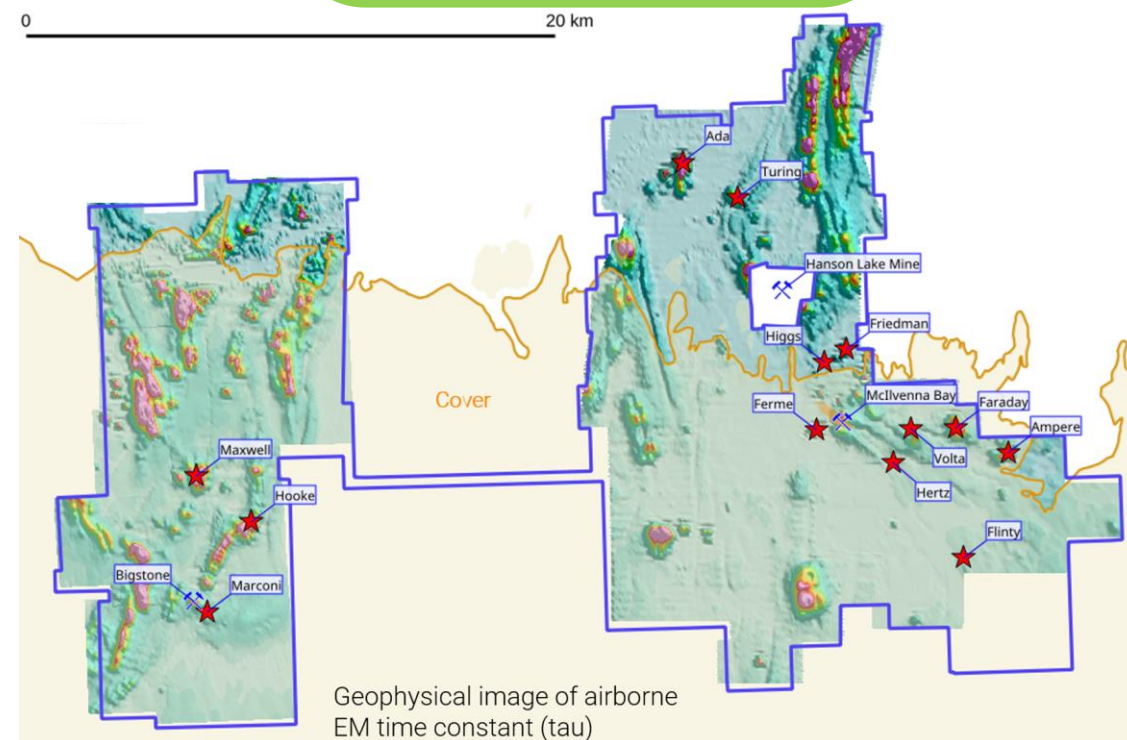 0
20 km
Ada
Turing
Hanson Lake Mine
Friedman
Higgs
Cover
Ferme
McIlvenna Bay
Faraday
Ampere
Maxwell
Volta
Hooke
Hertz
Flinty
Bigstone
Marconi
Geophysical image of airborne
EM time constant (tau)